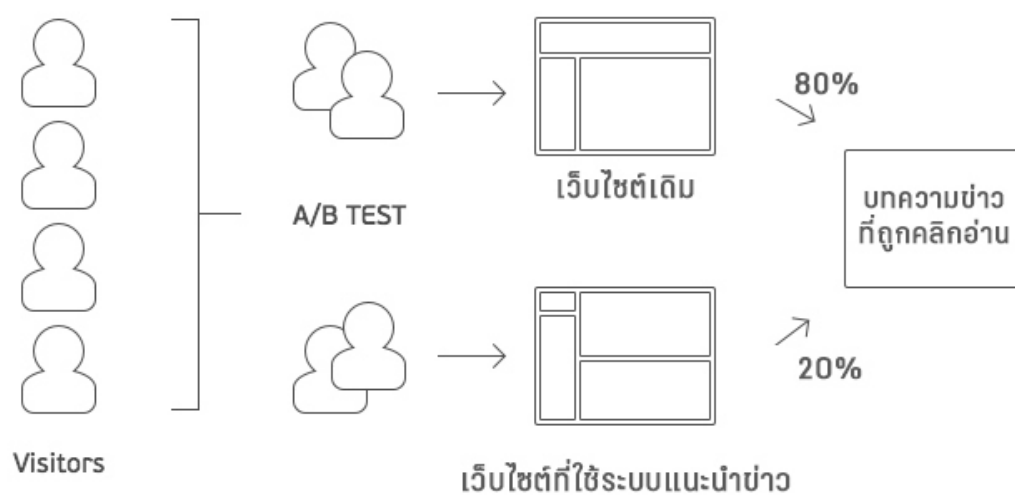 Visitors
A/B TEST
เว็บไซต์เดิม
เว็บไซต์ที่ใช้ระบบแนะนำข่าว
80%
20%
บทความข่าว
ที่ถูกคลิกอ่าน